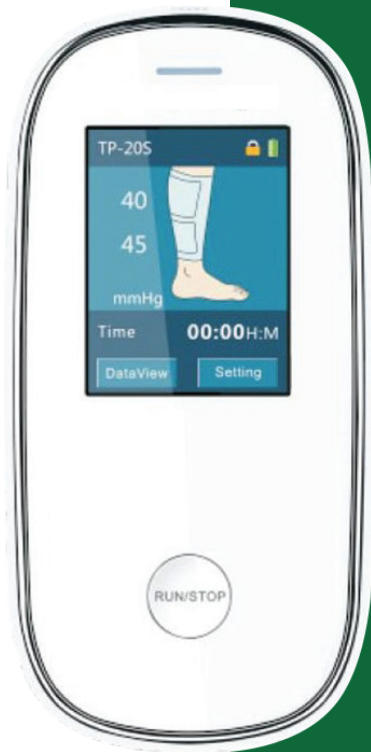 TP-20S
40
45
mmHg
Time 00:00H:M
DataView Setting
RUN/STOP